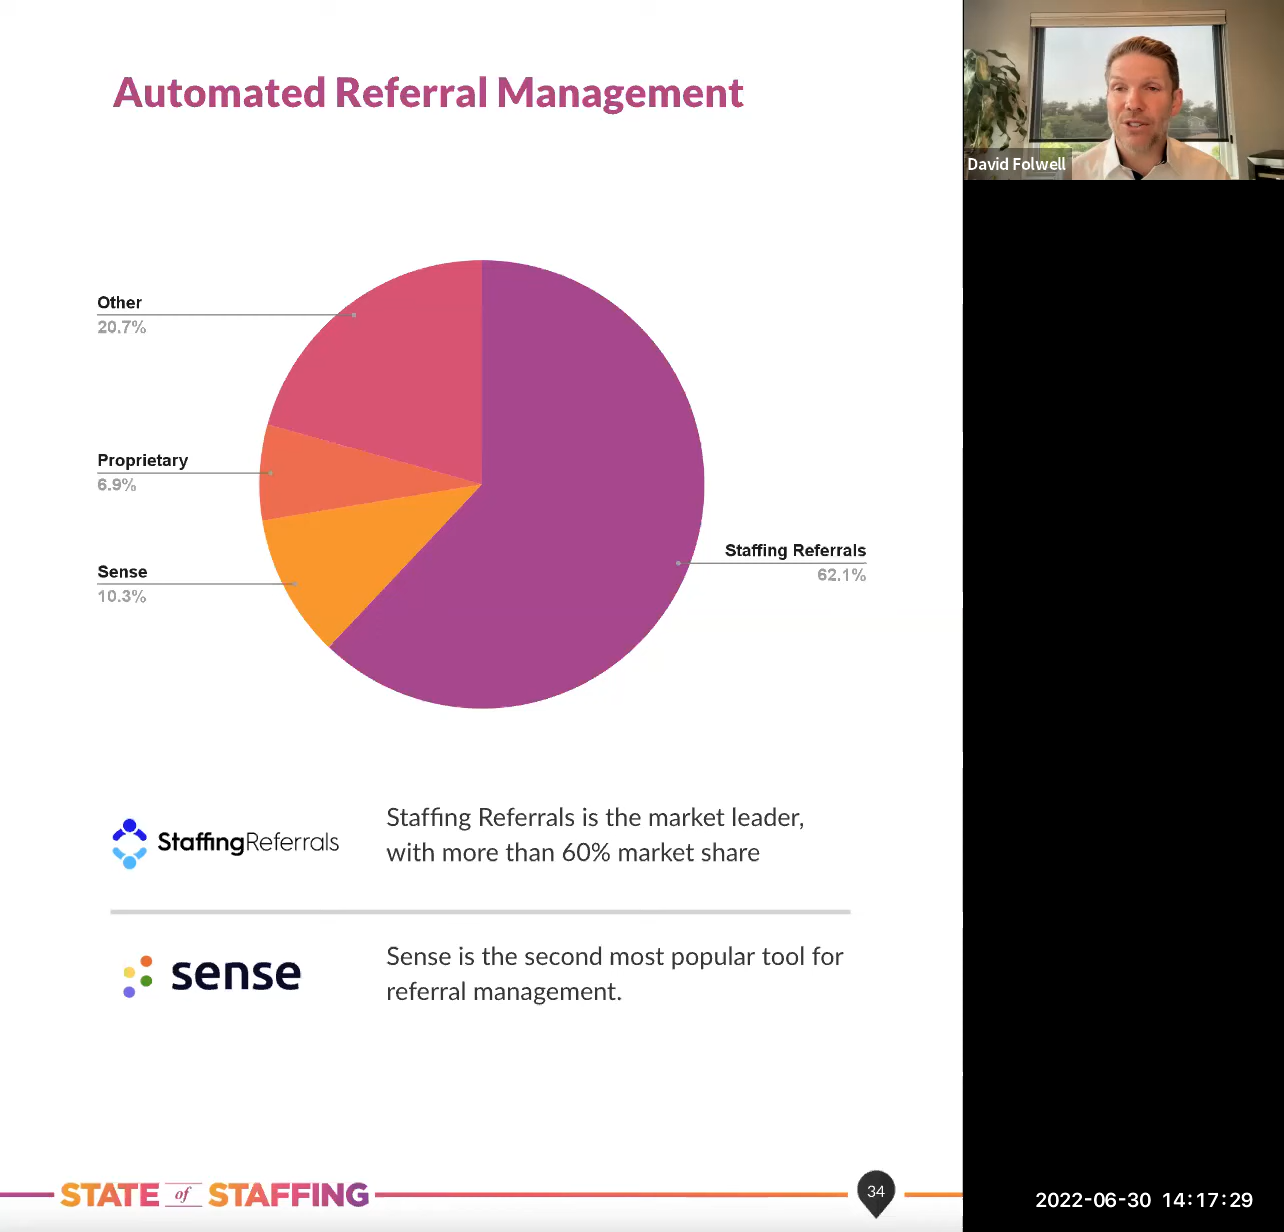 Automated Referral Management
David Folwell
Other
20.7%
Proprietary
6.9%
Sense
10.3%
Staffing Referrals
62.1%
StaffingReferrals
Staffing Referrals is the market leader,
with more than 60% market share
sense
Sense is the second most popular tool for
referral management.
STATE of STAFFING
34
2022-06-30 14:17:29